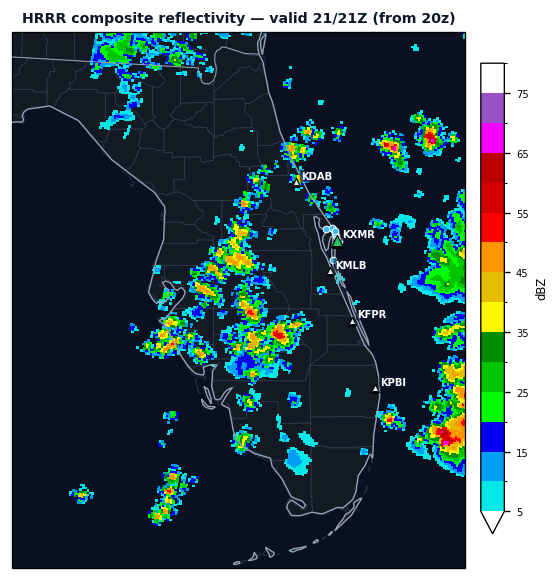 HRRR composite reflectivity — valid 21/21Z (from 20z)
KDAB
KXMR
KMLB
KFPR
KPBI
75
65
55
45
35
25
15
5
dBZ